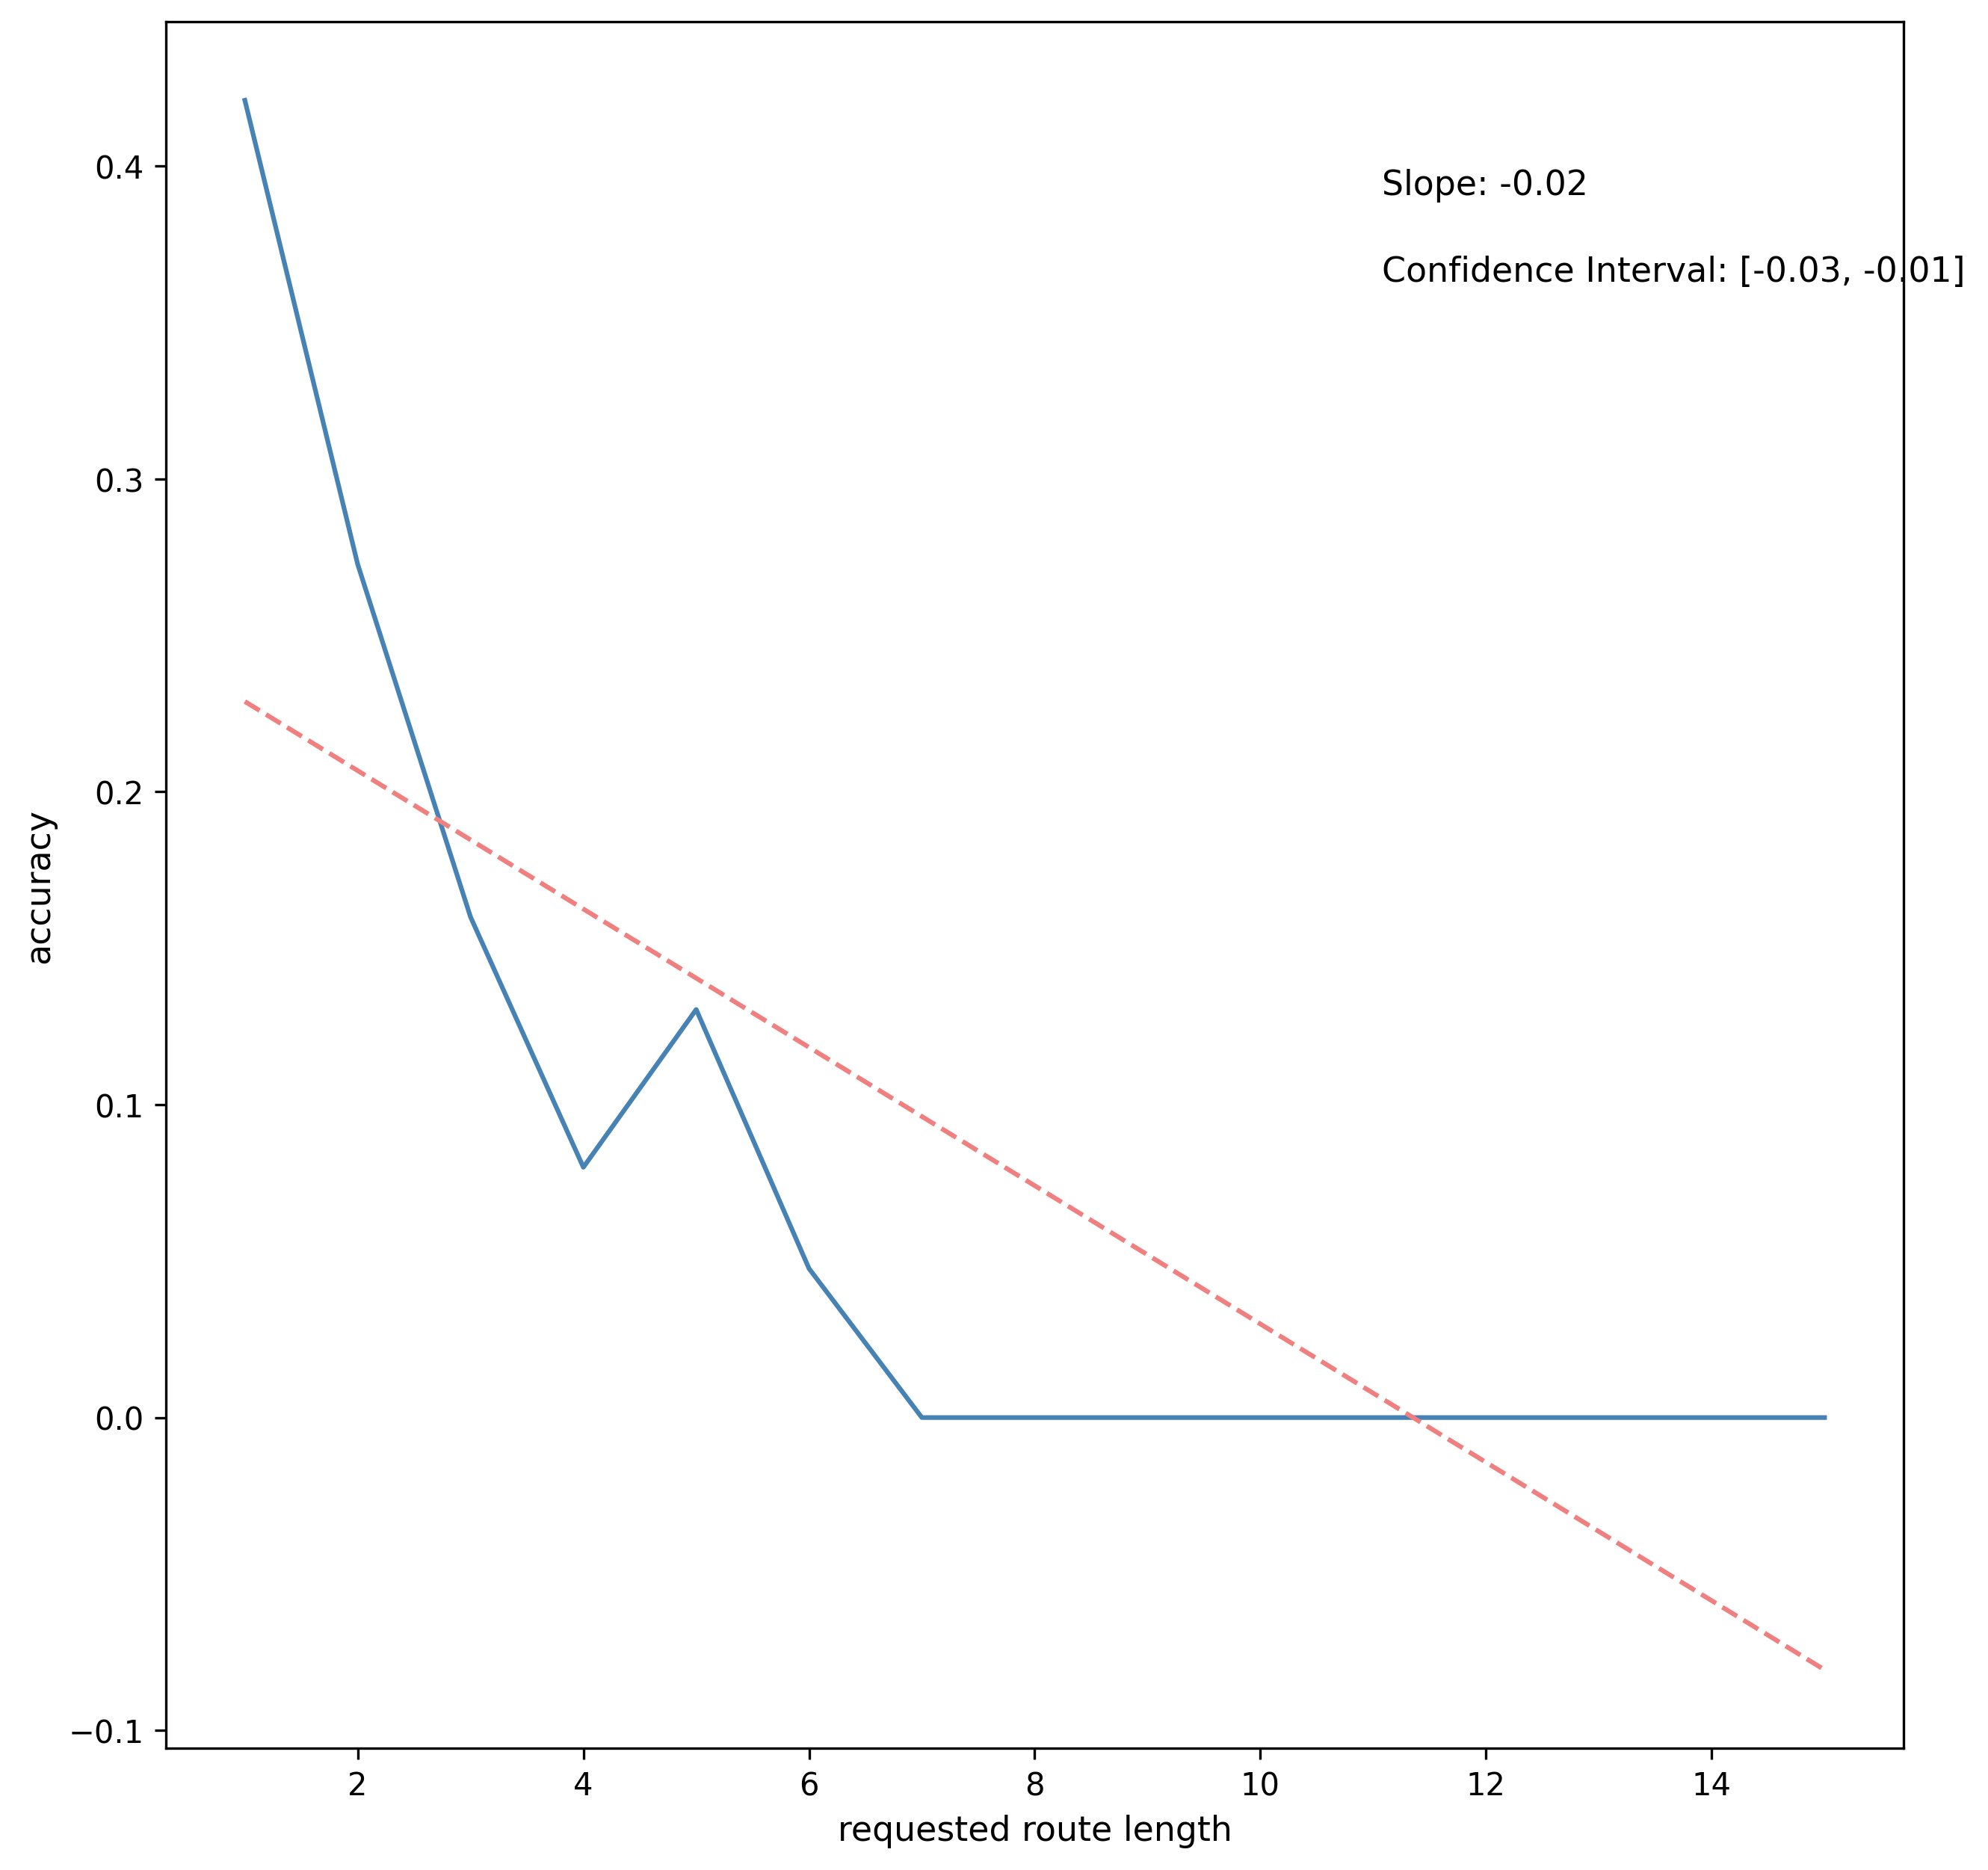 0.4
0.3
0.2
0.1
0.0
−0.1
accuracy
Slope: -0.02
Confidence Interval: [-0.03, -0.01]
2 4 6 8 10 12 14
requested route length